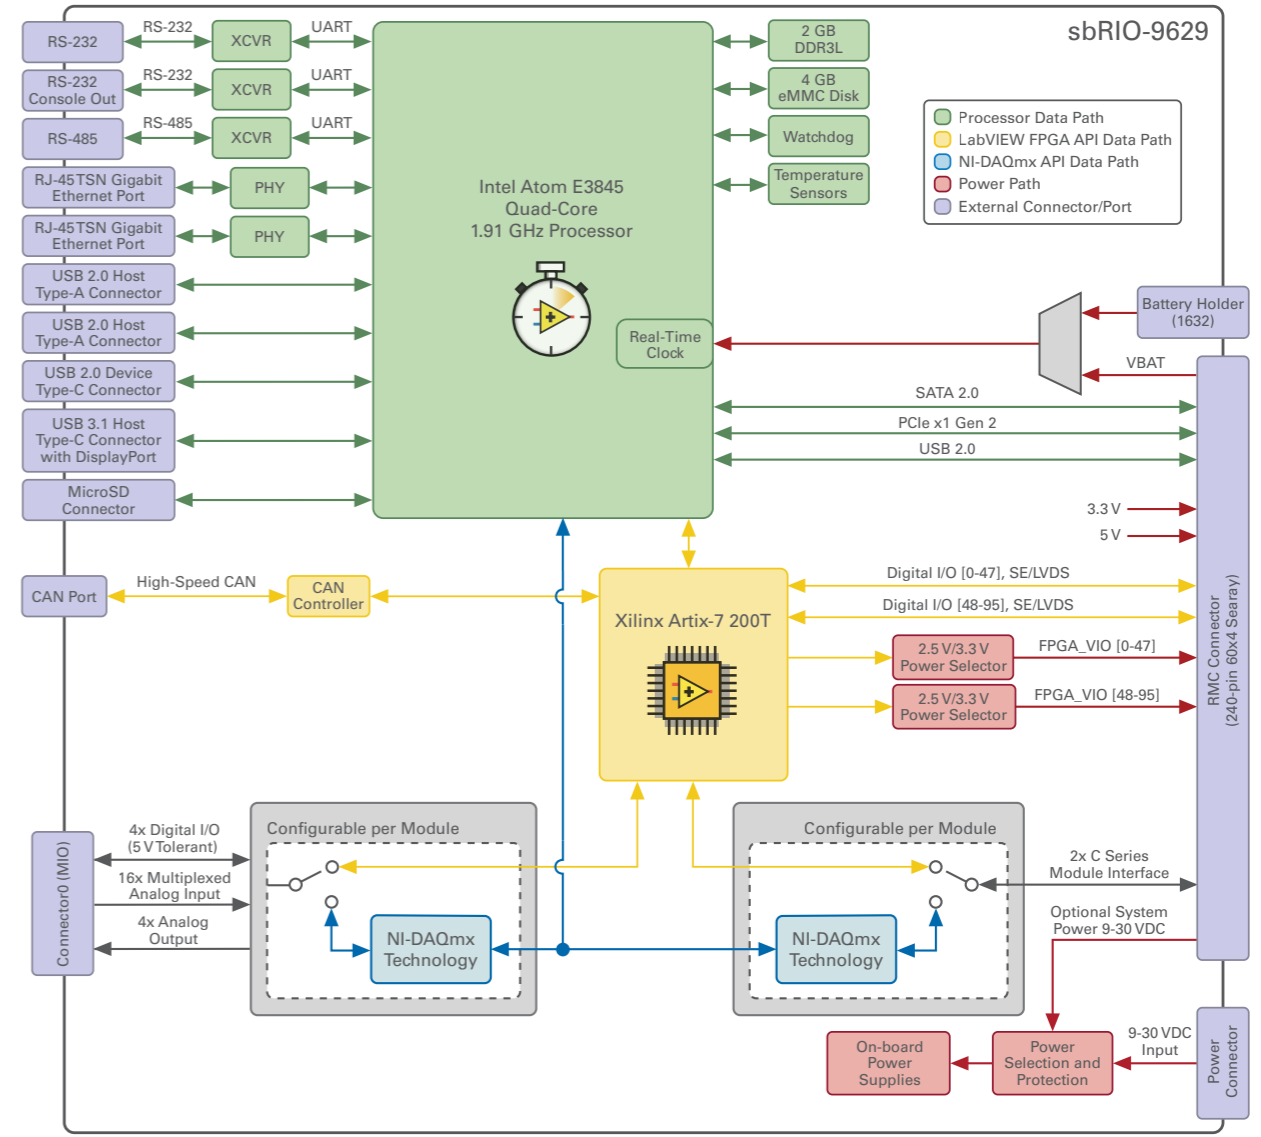 sbRIO-9629
RS-232
RS-232
XCVR
UART
RS-232
Console Out
RS-232
XCVR
UART
RS-485
RS-485
XCVR
UART
RJ-45 TSN Gigabit
Ethernet Port
PHY
RJ-45 TSN Gigabit
Ethernet Port
PHY
USB 2.0 Host
Type-A Connector
USB 2.0 Host
Type-A Connector
USB 2.0 Device
Type-C Connector
USB 3.1 Host
Type-C Connector
with DisplayPort
MicroSD
Connector
Intel Atom E3845
Quad-Core
1.91 GHz Processor
Real-Time
Clock
2 GB
DDR3L
4 GB
eMMC Disk
Watchdog
Temperature
Sensors
Processor Data Path
LabVIEW FPGA API Data Path
NI-DAQmx API Data Path
Power Path
External Connector/Port
Battery Holder
(1632)
VBAT
SATA 2.0
PCIe x1 Gen 2
USB 2.0
3.3 V
5 V
RMC Connector
(240-pin 60x4 Searay)
CAN Port
High-Speed CAN
CAN
Controller
Xilinx Artix-7 200T
Digital I/O [0-47], SE/LVDS
Digital I/O [48-95], SE/LVDS
2.5 V/3.3 V
Power Selector
FPGA_VIO [0-47]
2.5 V/3.3 V
Power Selector
FPGA_VIO [48-95]
Connector0 (MIO)
4x Digital I/O
(5 V Tolerant)
16x Multiplexed
Analog Input
4x Analog
Output
Configurable per Module
NI-DAQmx
Technology
Configurable per Module
NI-DAQmx
Technology
2x C Series
Module Interface
Optional System
Power 9-30 VDC
On-board
Power
Supplies
Power
Selection and
Protection
9-30 VDC
Input
Power
Connector